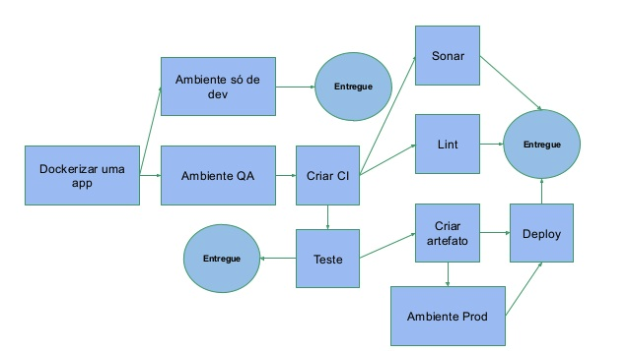 Sonar
Ambiente só de
dev
Entregue
Lint
Entregue
Dockerizar uma
app
Ambiente QA
Criar CI
Criar
artefato
Deploy
Entregue
Teste
Ambiente Prod